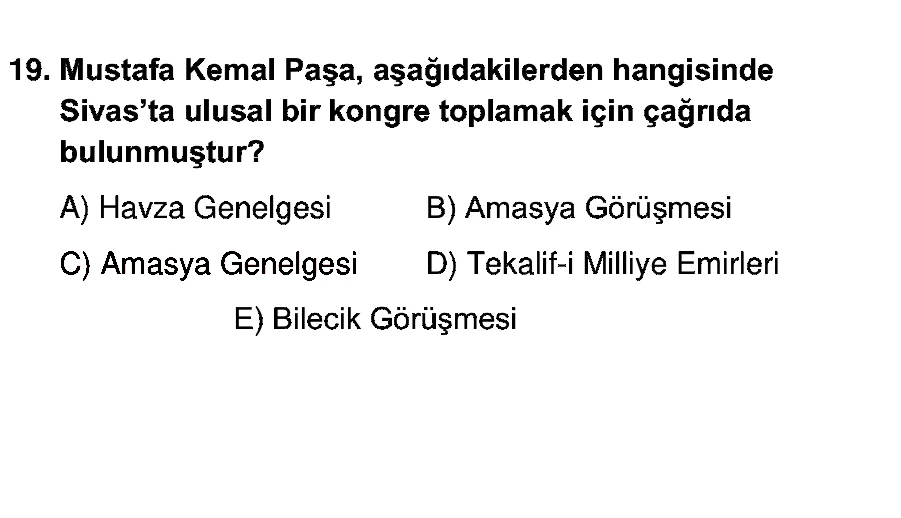 19. Mustafa Kemal Paşa, aşağıdakilerden hangisinde
Sivas'ta ulusal bir kongre toplamak için çağrıda
bulunmuştur?
A) Havza Genelgesi B) Amasya Görüşmesi
C) Amasya Genelgesi D) Tekalif-i Milliye Emirleri
E) Bilecik Görüşmesi